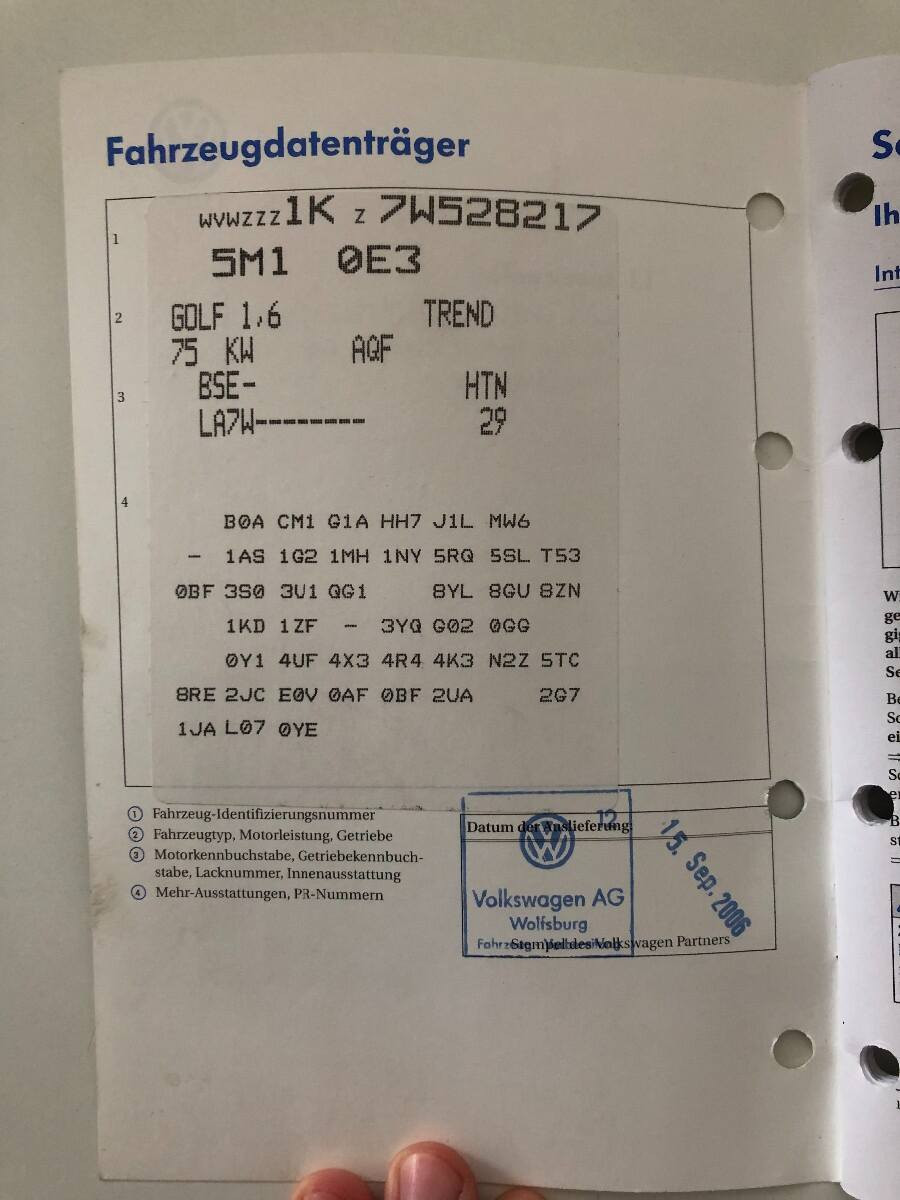 Fahrzeugdatenträger
1
WVWZZZ1K Z 7W528217
5M1 0E3
2
GOLF 1,6 TREND
75 KW AQF
3
BSE- HTN
LA7W-------- 29
4
B0A CM1 G1A HH7 J1L MW6
- 1AS 1G2 1MH 1NY 5RQ 5SL T53
0BF 3S0 3U1 QG1 8YL 8GU 8ZN
1KD 1ZF - 3YQ G02 0GG
0Y1 4UF 4X3 4R4 4K3 N2Z 5TC
8RE 2JC E0V 0AF 0BF 2UA 2G7
1JA L07 0YE
① Fahrzeug-Identifizierungsnummer
② Fahrzeugtyp, Motorleistung, Getriebe
③ Motorkennbuchstabe, Getriebekennbuch-
stabe, Lacknummer, Innenausstattung
④ Mehr-Ausstattungen, PR-Nummern
12
Datum der Auslieferung:
15. Sep. 2006
Volkswagen AG
Wolfsburg
Stempel des Volkswagen Partners
Ih